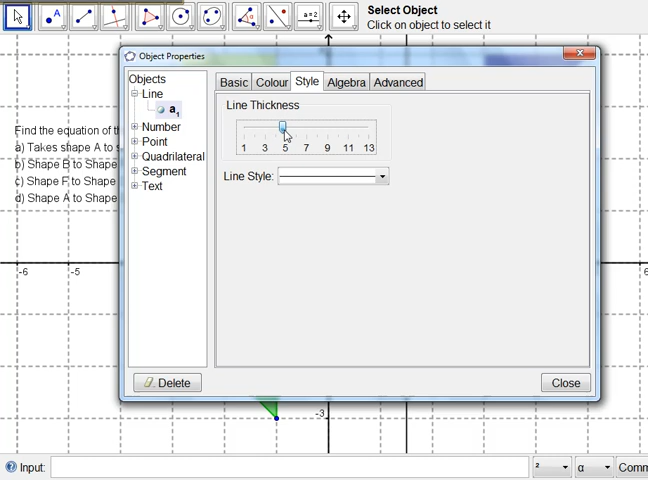 A
a=2
Select Object
Click on object to select it
Object Properties
Objects
Line
a1
Number
Point
Quadrilateral
Segment
Text
Basic
Colour
Style
Algebra
Advanced
Line Thickness
1 3 5 7 9 11 13
Line Style:
Find the equation of th
a) Takes shape A to s
b) Shape B to Shape
c) Shape F to Shape
d) Shape A to Shape
-6 -5 6
Delete
Close
-3
Input:
2
α
Comm